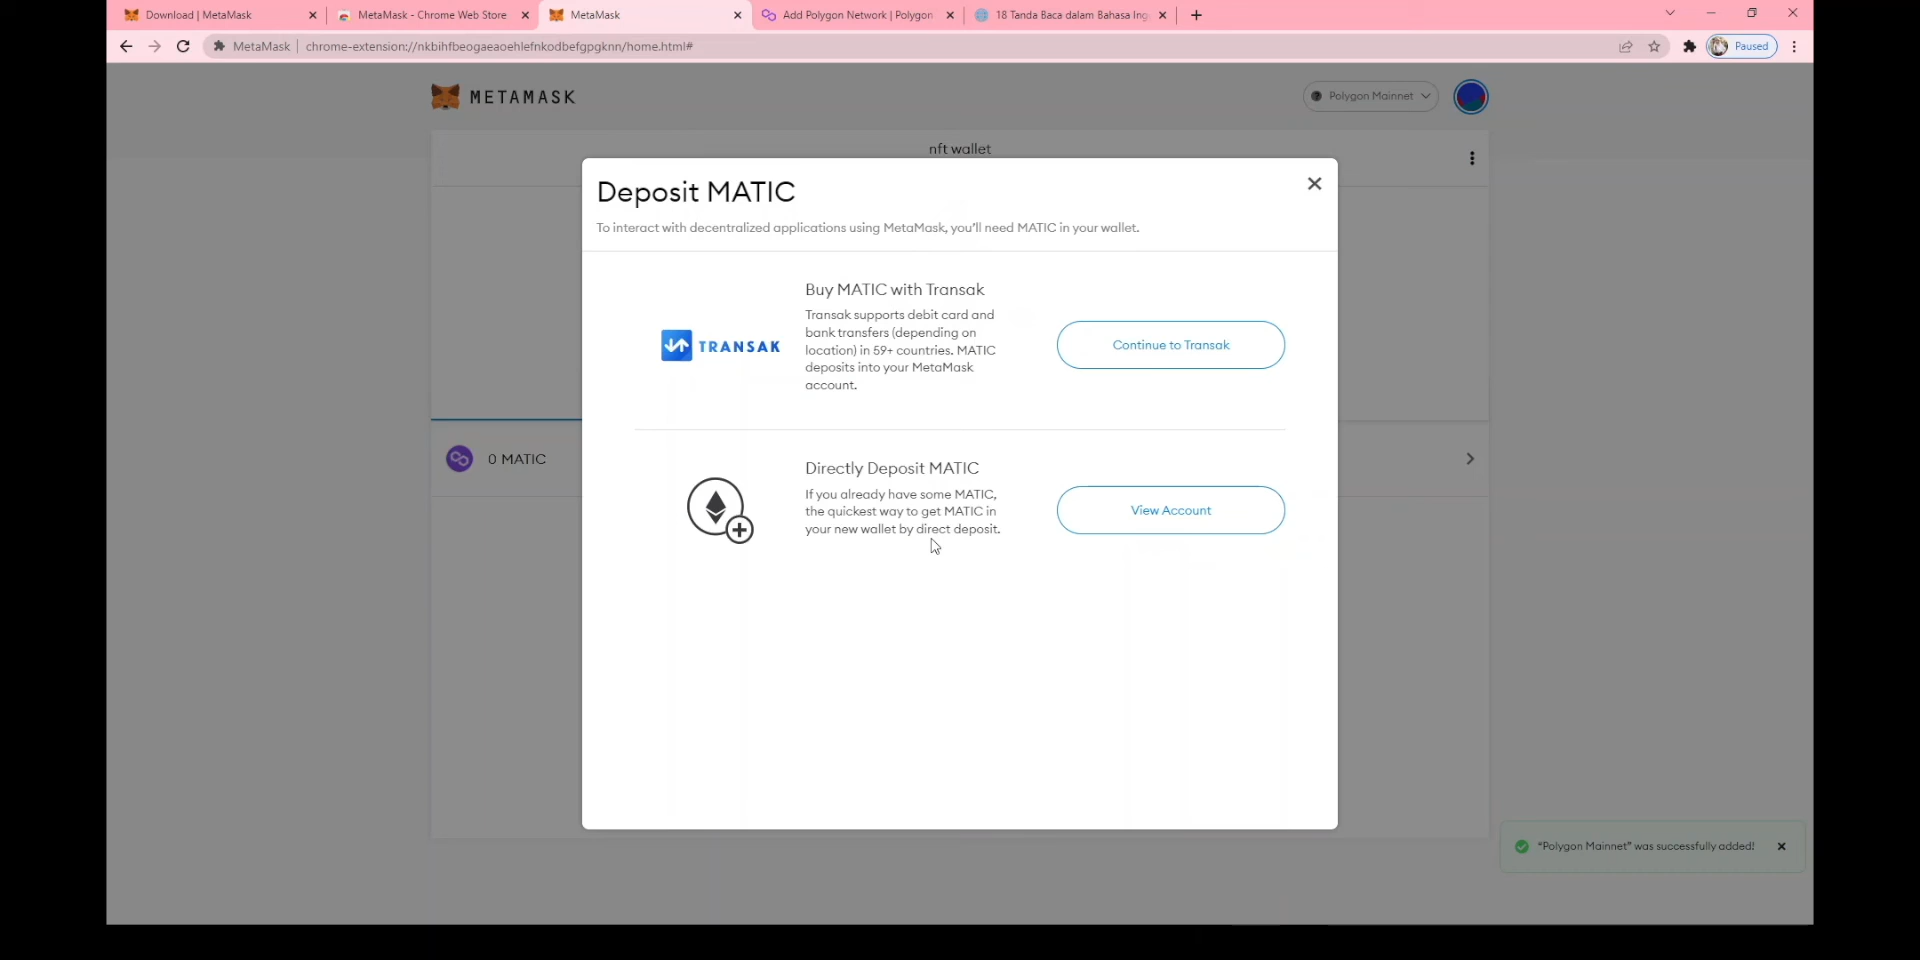 Download | MetaMask
MetaMask - Chrome Web Store
MetaMask
Add Polygon Network | Polygon
18 Tanda Baca dalam Bahasa Ing
MetaMask
chrome-extension://nkbihfbeogaeaoehlefnkodbefgpgknn/home.html#
Paused
METAMASK
Polygon Mainnet
nft wallet
Deposit MATIC
To interact with decentralized applications using MetaMask, you'll need MATIC in your wallet.
Buy MATIC with Transak
Transak supports debit card and
bank transfers (depending on
location) in 59+ countries. MATIC
deposits into your MetaMask
account.
TRANSAK
Continue to Transak
0 MATIC
Directly Deposit MATIC
If you already have some MATIC,
the quickest way to get MATIC in
your new wallet by direct deposit.
View Account
"Polygon Mainnet" was successfully added!